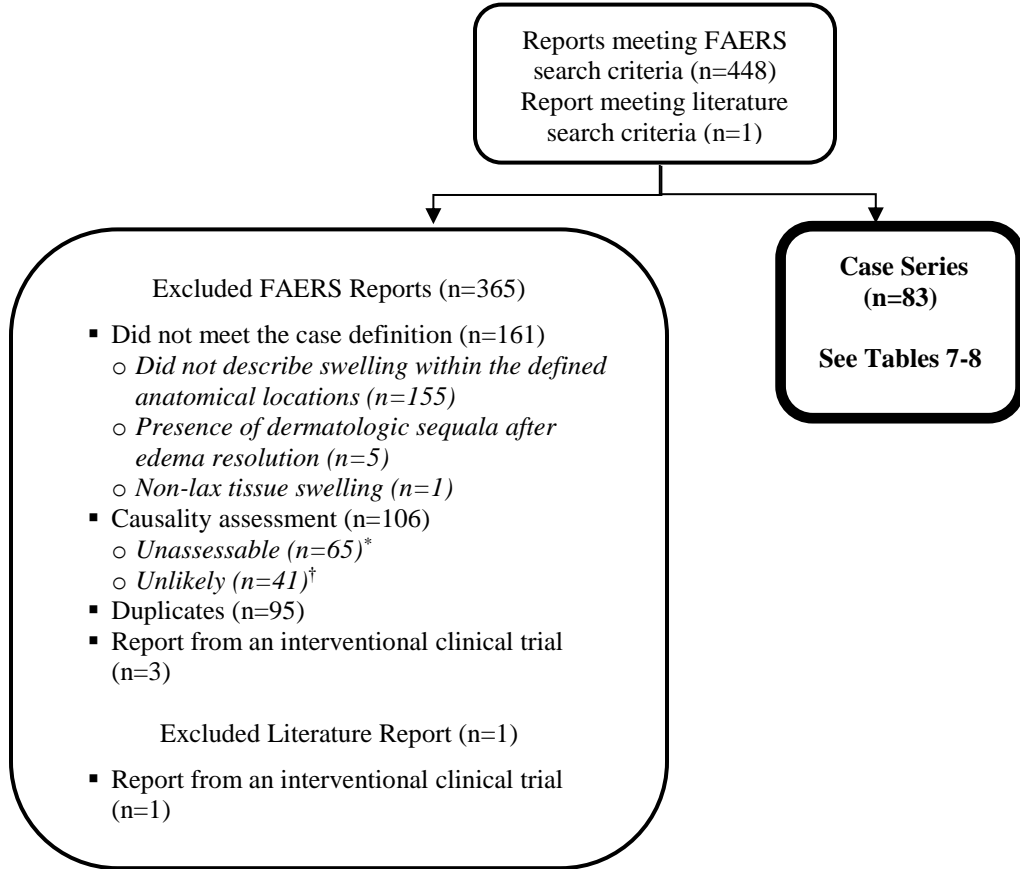 Reports meeting FAERS
search criteria (n=448)
Report meeting literature
search criteria (n=1)
Excluded FAERS Reports (n=365)
▪ Did not meet the case definition (n=161)
o Did not describe swelling within the defined
anatomical locations (n=155)
o Presence of dermatologic sequala after
edema resolution (n=5)
o Non-lax tissue swelling (n=1)
▪ Causality assessment (n=106)
o Unassessable (n=65)*
o Unlikely (n=41)†
▪ Duplicates (n=95)
▪ Report from an interventional clinical trial
(n=3)
Excluded Literature Report (n=1)
▪ Report from an interventional clinical trial
(n=1)
Case Series
(n=83)
See Tables 7-8